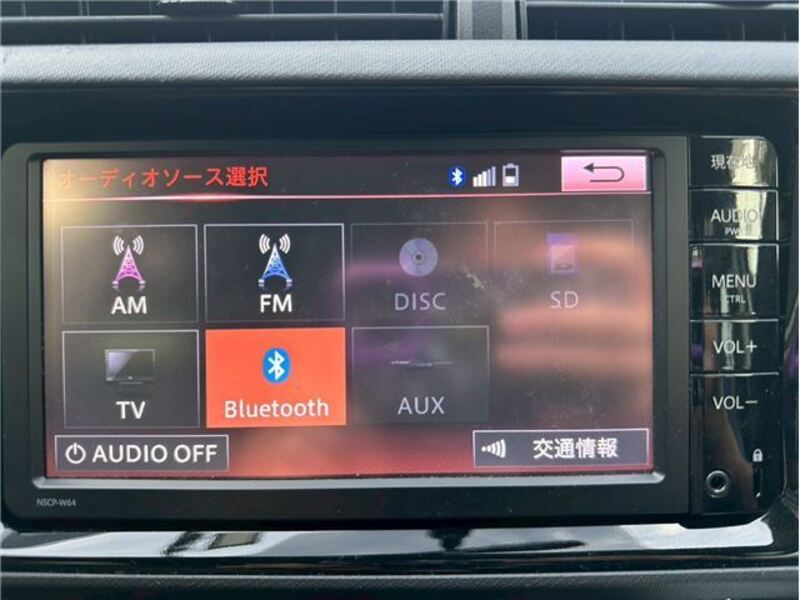 オーディオソース選択
AM
FM
DISC
SD
TV
Bluetooth
AUX
AUDIO OFF
交通情報
現在地
AUDIO
PWR
MENU
CTRL
VOL+
VOL−
NSCP-W64